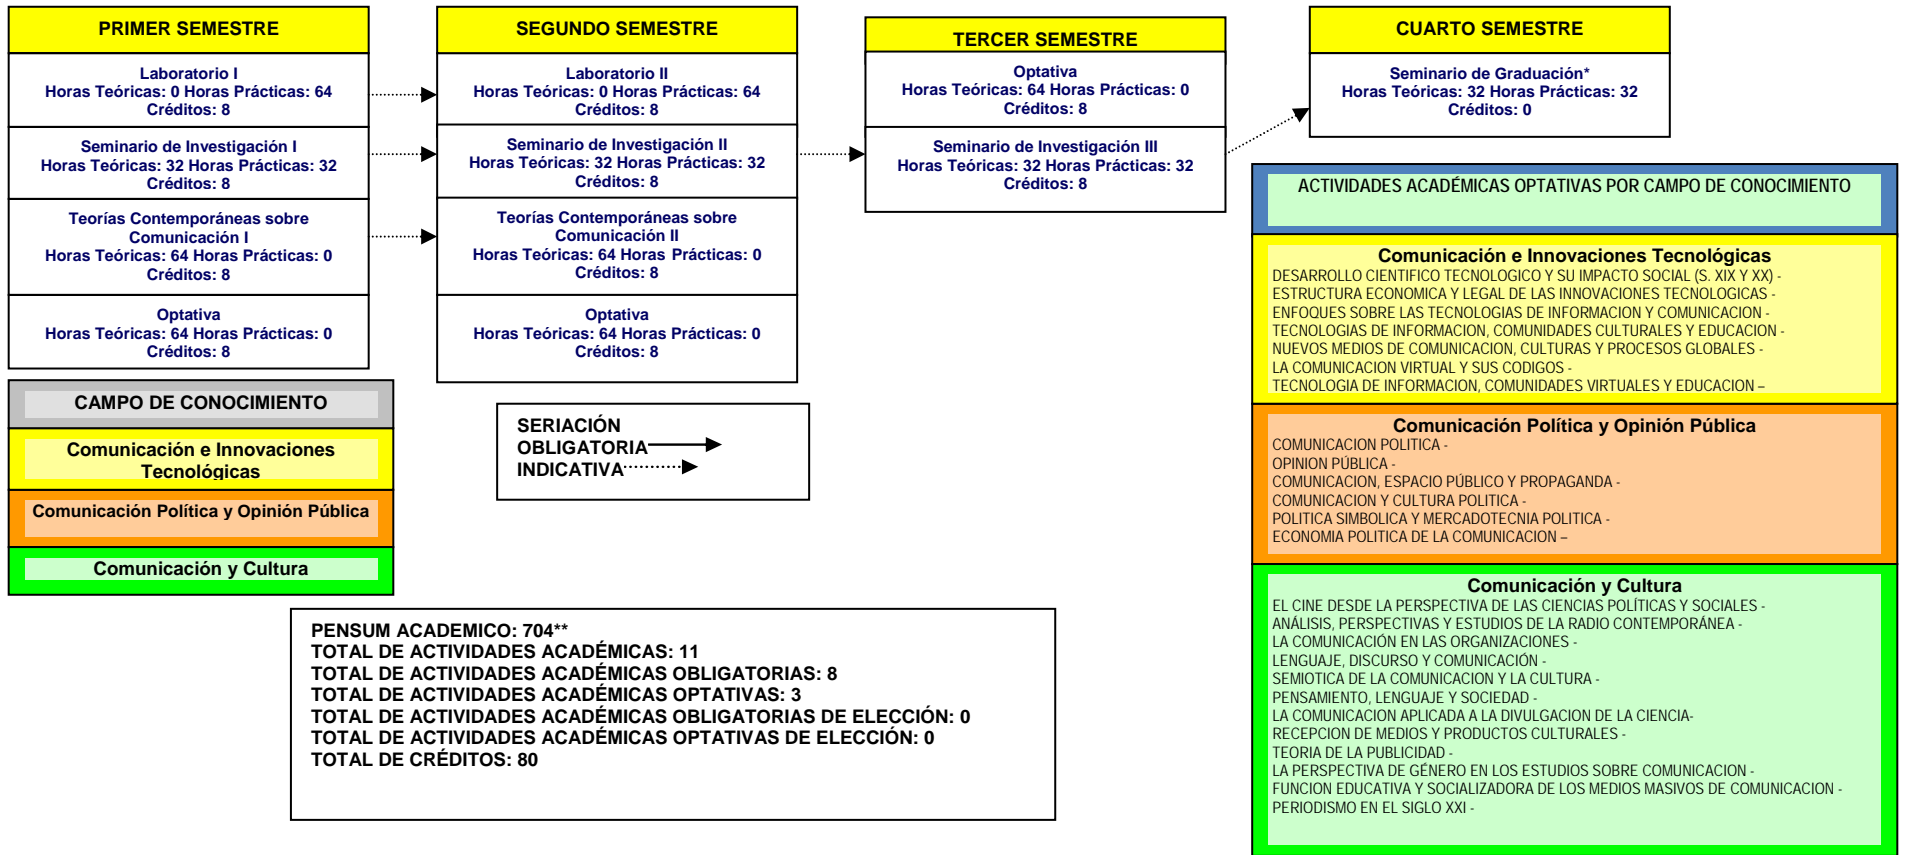 PRIMER SEMESTRE
Laboratorio I
Horas Teóricas: 0 Horas Prácticas: 64
Créditos: 8
Seminario de Investigación I
Horas Teóricas: 32 Horas Prácticas: 32
Créditos: 8
Teorías Contemporáneas sobre
Comunicación I
Horas Teóricas: 64 Horas Prácticas: 0
Créditos: 8
Optativa
Horas Teóricas: 64 Horas Prácticas: 0
Créditos: 8
SEGUNDO SEMESTRE
Laboratorio II
Horas Teóricas: 0 Horas Prácticas: 64
Créditos: 8
Seminario de Investigación II
Horas Teóricas: 32 Horas Prácticas: 32
Créditos: 8
Teorías Contemporáneas sobre
Comunicación II
Horas Teóricas: 64 Horas Prácticas: 0
Créditos: 8
Optativa
Horas Teóricas: 64 Horas Prácticas: 0
Créditos: 8
TERCER SEMESTRE
Optativa
Horas Teóricas: 64 Horas Prácticas: 0
Créditos: 8
Seminario de Investigación III
Horas Teóricas: 32 Horas Prácticas: 32
Créditos: 8
CUARTO SEMESTRE
Seminario de Graduación*
Horas Teóricas: 32 Horas Prácticas: 32
Créditos: 0
CAMPO DE CONOCIMIENTO
Comunicación e Innovaciones
Tecnológicas
Comunicación Política y Opinión Pública
Comunicación y Cultura
SERIACIÓN
OBLIGATORIA
INDICATIVA
PENSUM ACADEMICO: 704**
TOTAL DE ACTIVIDADES ACADÉMICAS: 11
TOTAL DE ACTIVIDADES ACADÉMICAS OBLIGATORIAS: 8
TOTAL DE ACTIVIDADES ACADÉMICAS OPTATIVAS: 3
TOTAL DE ACTIVIDADES ACADÉMICAS OBLIGATORIAS DE ELECCIÓN: 0
TOTAL DE ACTIVIDADES ACADÉMICAS OPTATIVAS DE ELECCIÓN: 0
TOTAL DE CRÉDITOS: 80
ACTIVIDADES ACADÉMICAS OPTATIVAS POR CAMPO DE CONOCIMIENTO
Comunicación e Innovaciones Tecnológicas
DESARROLLO CIENTIFICO TECNOLOGICO Y SU IMPACTO SOCIAL (S. XIX Y XX) -
ESTRUCTURA ECONOMICA Y LEGAL DE LAS INNOVACIONES TECNOLOGICAS -
ENFOQUES SOBRE LAS TECNOLOGIAS DE INFORMACION Y COMUNICACION -
TECNOLOGIAS DE INFORMACION, COMUNIDADES CULTURALES Y EDUCACION -
NUEVOS MEDIOS DE COMUNICACION, CULTURAS Y PROCESOS GLOBALES -
LA COMUNICACION VIRTUAL Y SUS CODIGOS -
TECNOLOGIA DE INFORMACION, COMUNIDADES VIRTUALES Y EDUCACION –
Comunicación Política y Opinión Pública
COMUNICACION POLITICA -
OPINION PÚBLICA -
COMUNICACION, ESPACIO PÚBLICO Y PROPAGANDA -
COMUNICACION Y CULTURA POLITICA -
POLITICA SIMBOLICA Y MERCADOTECNIA POLITICA -
ECONOMIA POLITICA DE LA COMUNICACION –
Comunicación y Cultura
EL CINE DESDE LA PERSPECTIVA DE LAS CIENCIAS POLÍTICAS Y SOCIALES -
ANÁLISIS, PERSPECTIVAS Y ESTUDIOS DE LA RADIO CONTEMPORÁNEA -
LA COMUNICACIÓN EN LAS ORGANIZACIONES -
LENGUAJE, DISCURSO Y COMUNICACIÓN -
SEMIOTICA DE LA COMUNICACION Y LA CULTURA -
PENSAMIENTO, LENGUAJE Y SOCIEDAD -
LA COMUNICACION APLICADA A LA DIVULGACION DE LA CIENCIA-
RECEPCION DE MEDIOS Y PRODUCTOS CULTURALES -
TEORIA DE LA PUBLICIDAD -
LA PERSPECTIVA DE GÉNERO EN LOS ESTUDIOS SOBRE COMUNICACION -
FUNCION EDUCATIVA Y SOCIALIZADORA DE LOS MEDIOS MASIVOS DE COMUNICACION -
PERIODISMO EN EL SIGLO XXI -